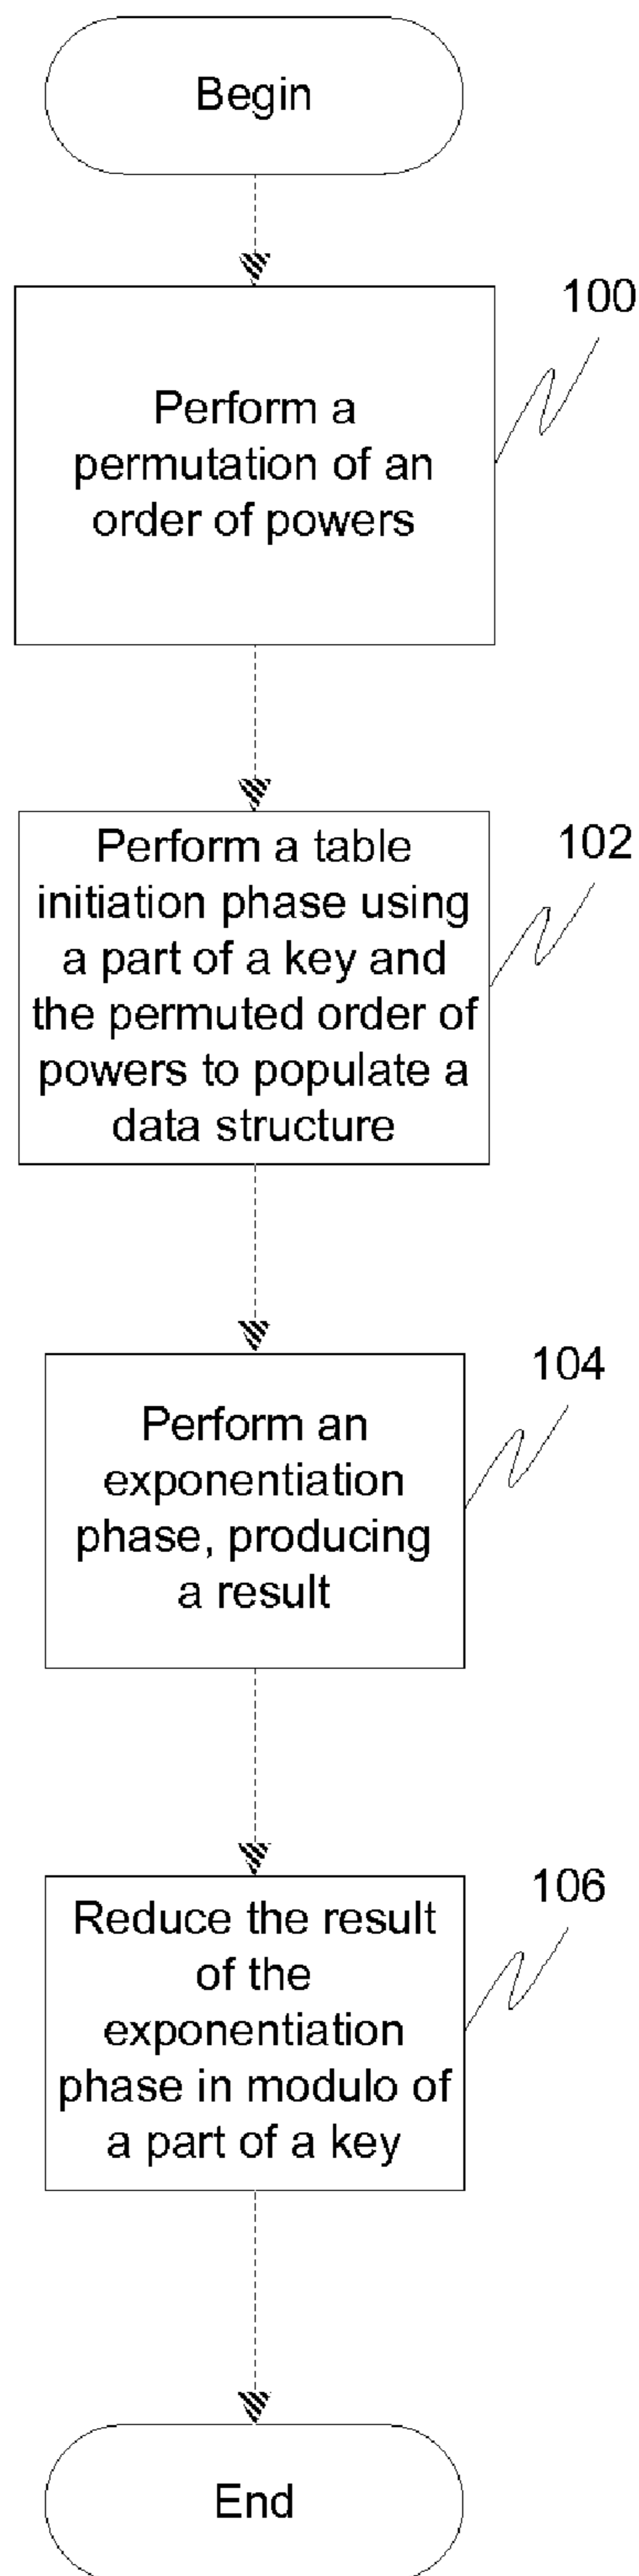 Begin
100
Perform a
permutation of an
order of powers
102
Perform a table
initiation phase using
a part of a key and
the permuted order of
powers to populate a
data structure
104
Perform an
exponentiation
phase, producing
a result
106
Reduce the result
of the
exponentiation
phase in modulo of
a part of a key
End